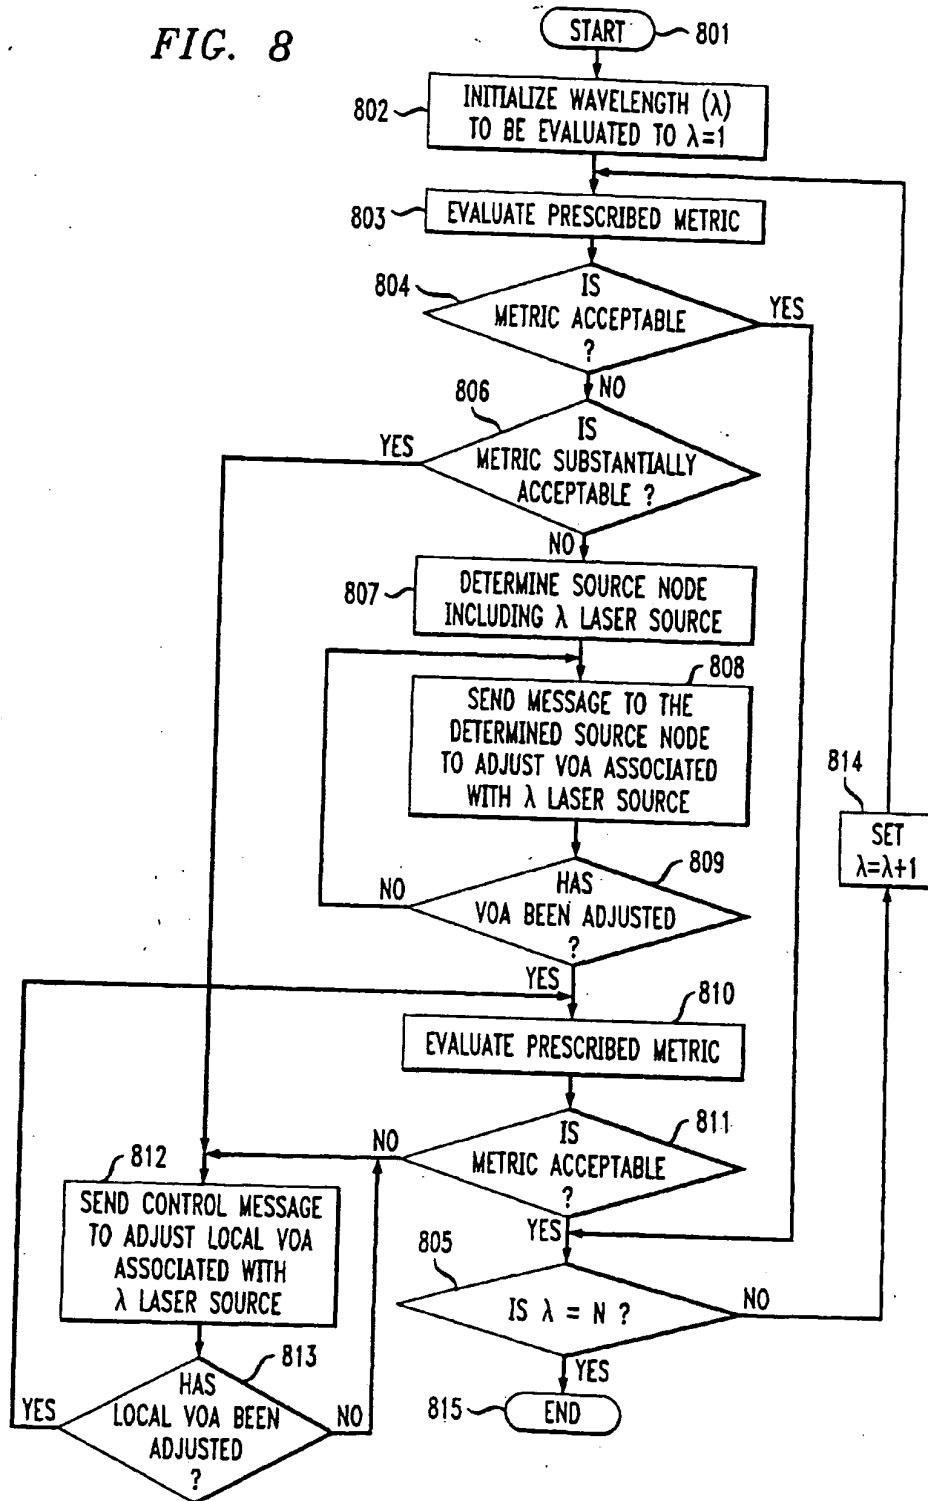 FIG. 8
START
801
802
INITIALIZE WAVELENGTH (λ)
TO BE EVALUATED TO λ=1
803
EVALUATE PRESCRIBED METRIC
804
IS
METRIC ACCEPTABLE
?
YES
NO
806
IS
METRIC SUBSTANTIALLY
ACCEPTABLE ?
YES
NO
807
DETERMINE SOURCE NODE
INCLUDING λ LASER SOURCE
808
SEND MESSAGE TO THE
DETERMINED SOURCE NODE
TO ADJUST VOA ASSOCIATED
WITH λ LASER SOURCE
814
SET
λ=λ+1
809
HAS
VOA BEEN ADJUSTED
?
NO
YES
810
EVALUATE PRESCRIBED METRIC
811
IS
METRIC ACCEPTABLE
?
NO
YES
812
SEND CONTROL MESSAGE
TO ADJUST LOCAL VOA
ASSOCIATED WITH
λ LASER SOURCE
805
IS λ = N ?
NO
YES
813
HAS
LOCAL VOA BEEN
ADJUSTED
?
YES
NO
815
END